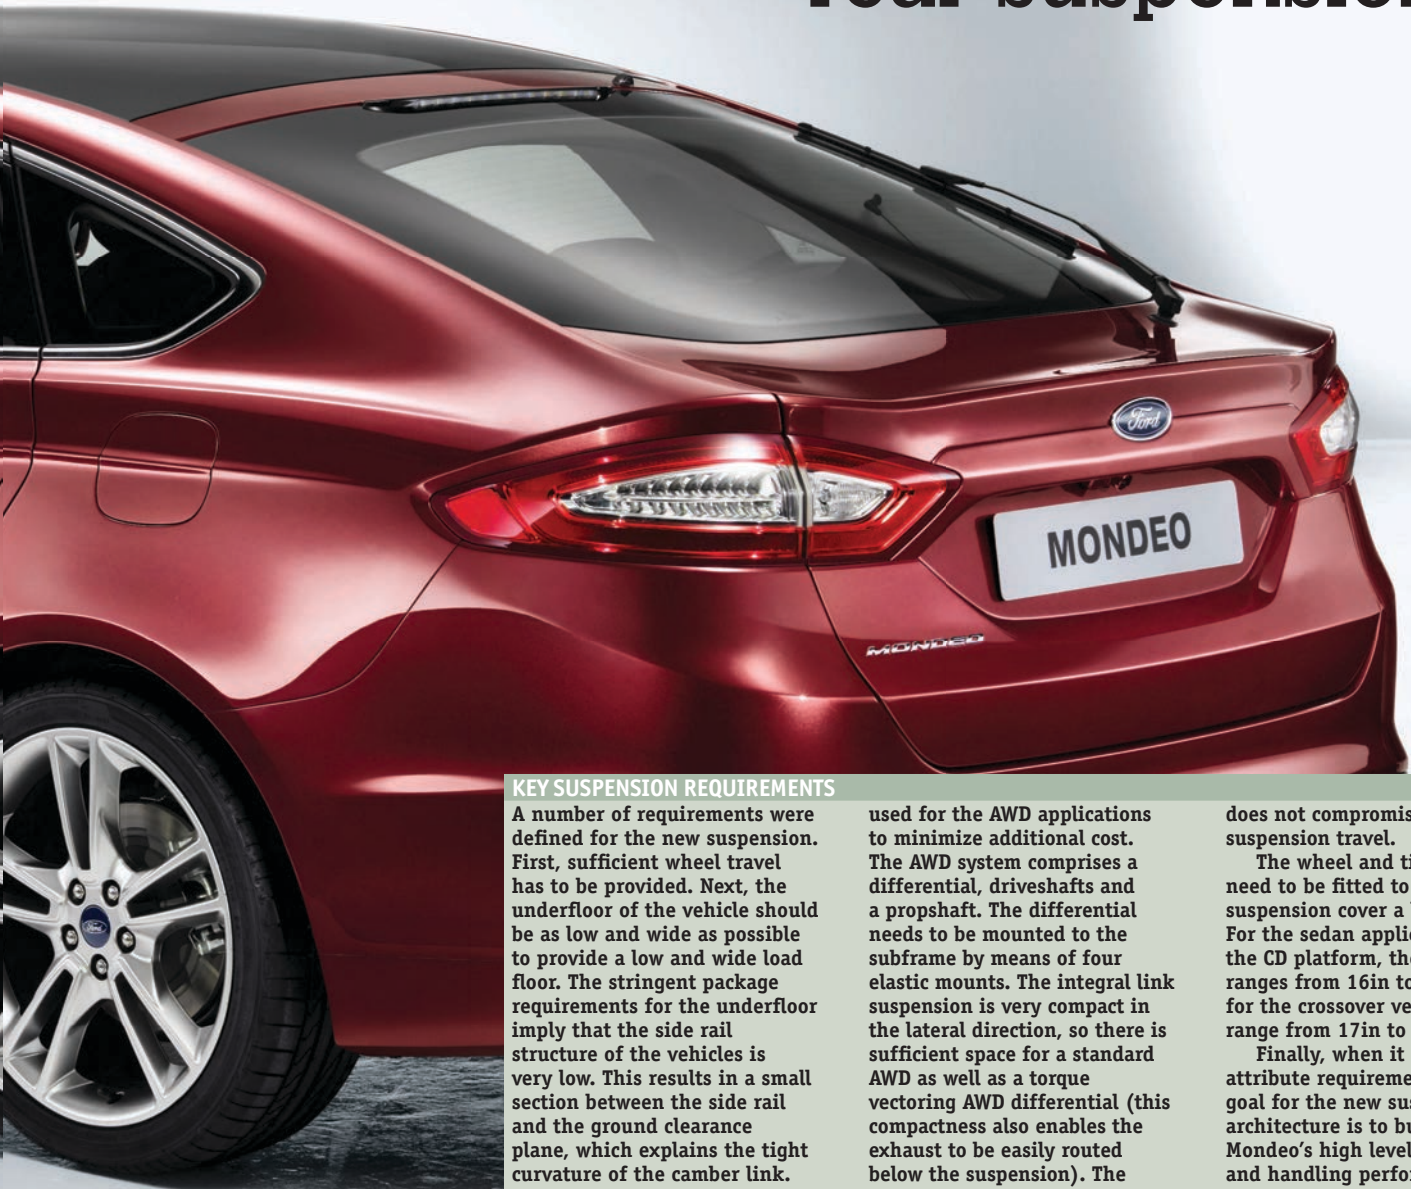 Ford
MONDEO
MONDEO
Ford
KEY SUSPENSION REQUIREMENTS
A number of requirements were
defined for the new suspension.
First, sufficient wheel travel
has to be provided. Next, the
underfloor of the vehicle should
be as low and wide as possible
to provide a low and wide load
floor. The stringent package
requirements for the underfloor
imply that the side rail
structure of the vehicles is
very low. This results in a small
section between the side rail
and the ground clearance
plane, which explains the tight
curvature of the camber link.
used for the AWD applications
to minimize additional cost.
The AWD system comprises a
differential, driveshafts and
a propshaft. The differential
needs to be mounted to the
subframe by means of four
elastic mounts. The integral link
suspension is very compact in
the lateral direction, so there is
sufficient space for a standard
AWD as well as a torque
vectoring AWD differential (this
compactness also enables the
exhaust to be easily routed
below the suspension). The
does not
suspension travel.
The wheel and
need to be fitted to
suspension cover a
For the sedan
the CD platform,
ranges from 16in to
for the crossover
range from 17in to
Finally, when it
attribute
goal for the new
architecture is to
Mondeo's high
and handling